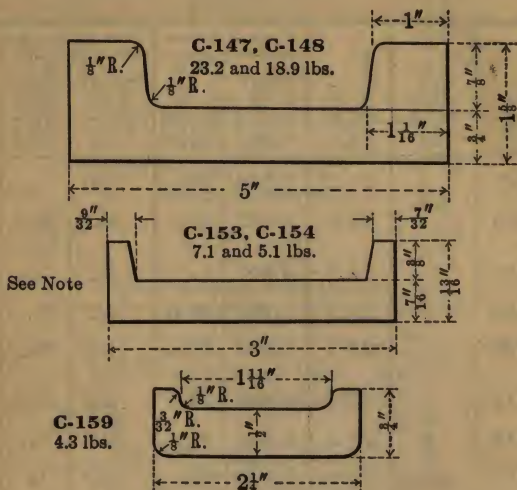 1"
C-147, C-148
23.2 and 18.9 lbs.
1/8" R.
1/8" R.
7/8"
1 5/8"
3/4"
1 1/16"
5"
9/32"
7/32"
C-153, C-154
7.1 and 5.1 lbs.
See Note
3/8"
7/16"
13/16"
3"
1 11/16"
1/8" R.
C-159
4.3 lbs.
3/32" R.
1/8" R.
1/2"
3/4"
2 1/4"